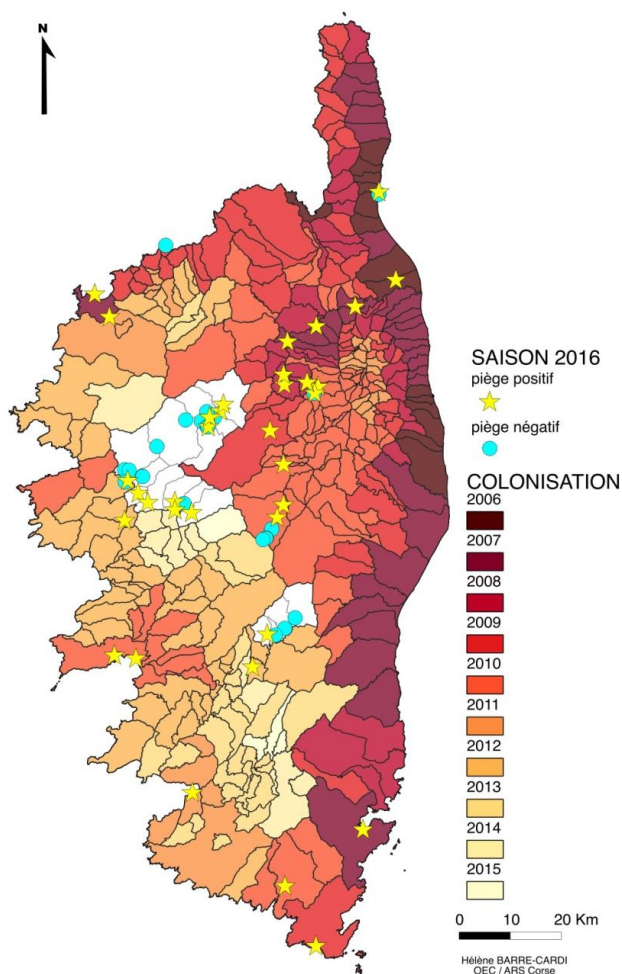 N
SAISON 2016
piège positif
piège négatif
COLONISATION
2006
2007
2008
2009
2010
2011
2012
2013
2014
2015
0 10 20 Km
Hélène BARRE-CARDI
OEC / ARS Corse